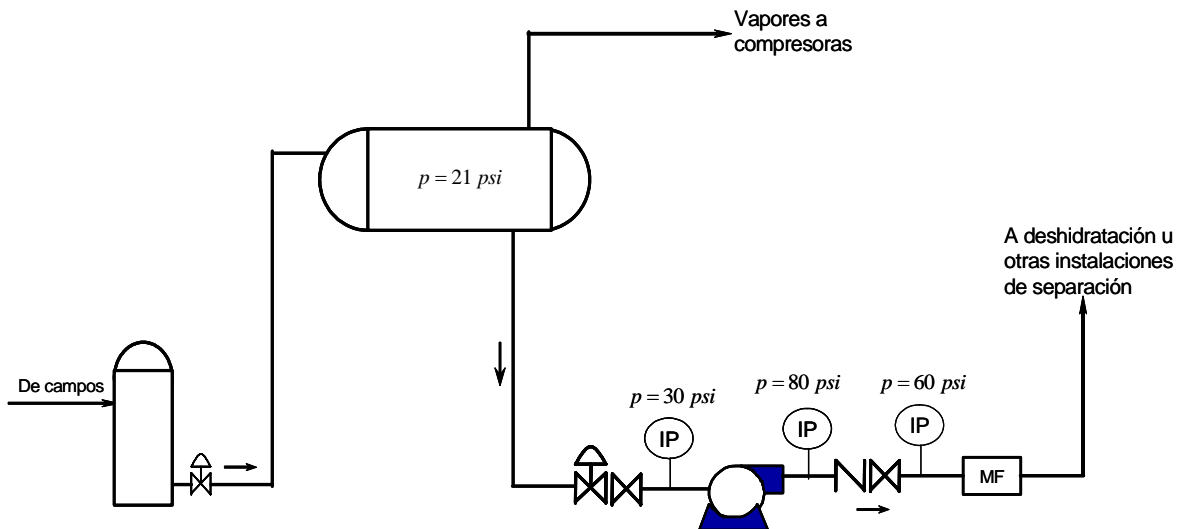 Vapores a
compresoras
p = 21 psi
A deshidratación u
otras instalaciones
de separación
De campos
p = 30 psi
p = 80 psi
p = 60 psi
IP
IP
IP
MF